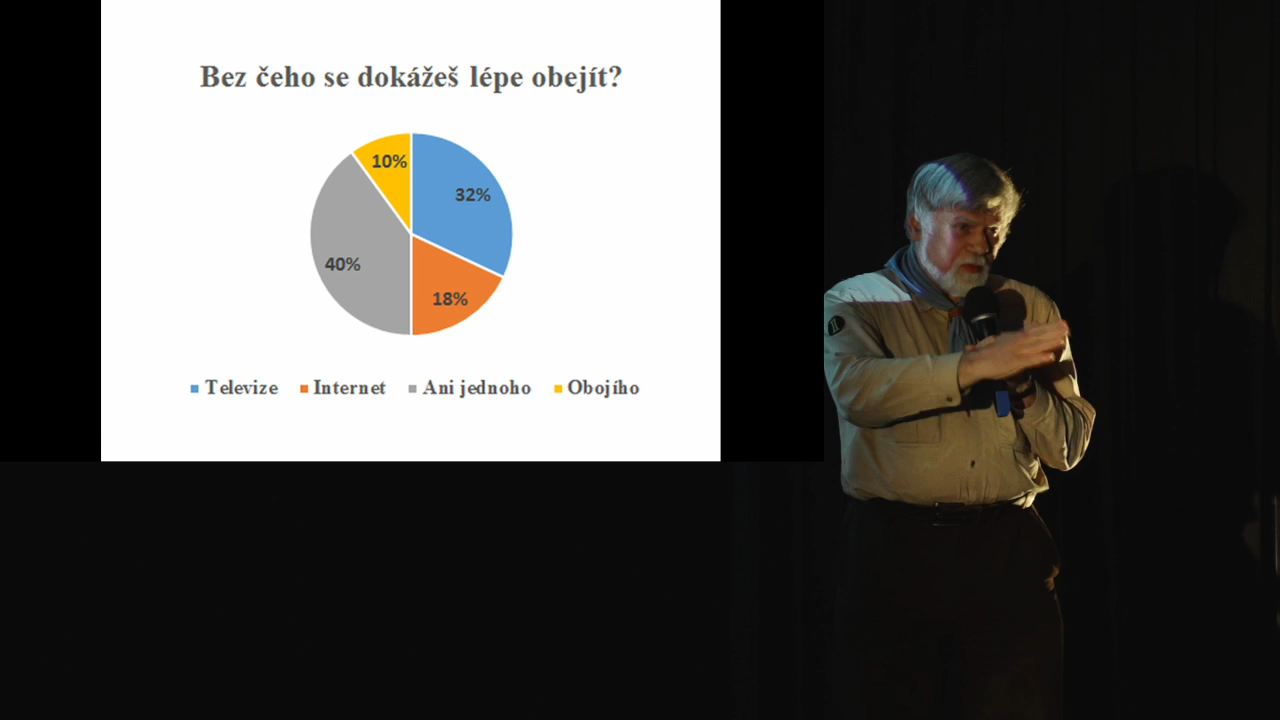 Bez čeho se dokážeš lépe obejít?
10%
32%
40%
18%
Televize Internet Ani jednoho Obojího